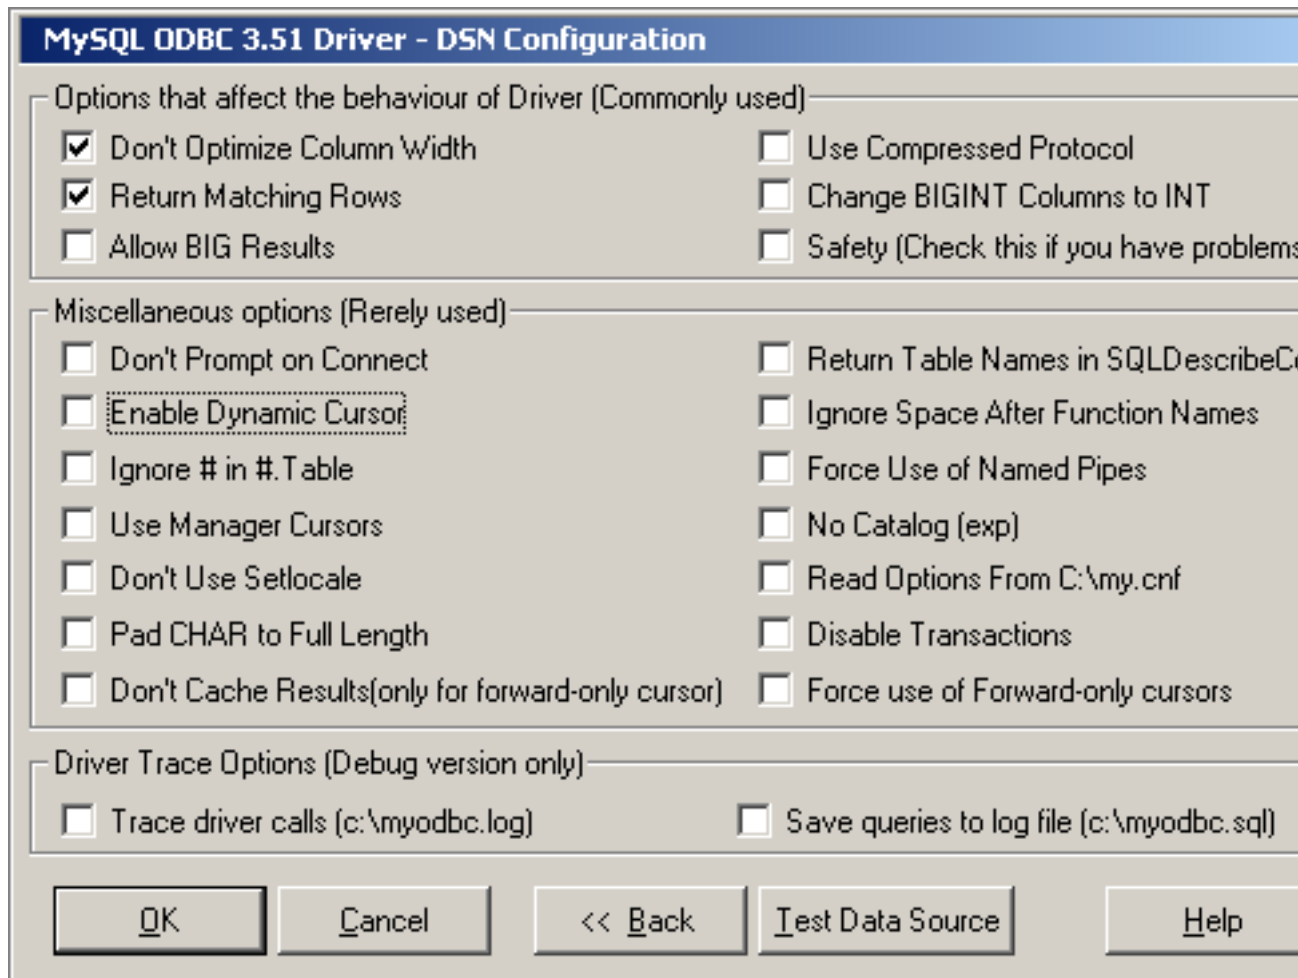 MySQL ODBC 3.51 Driver - DSN Configuration
Options that affect the behaviour of Driver (Commonly used)
Don't Optimize Column Width
Use Compressed Protocol
Return Matching Rows
Change BIGINT Columns to INT
Allow BIG Results
Safety (Check this if you have problems
Miscellaneous options (Rerely used)
Don't Prompt on Connect
Return Table Names in
Enable Dynamic Cursor
Ignore Space After Function Names
Ignore # in #.Table
Force Use of Named Pipes
Use Manager Cursors
No Catalog (exp)
Don't Use Setlocale
Read Options From C:\my.cnf
Pad CHAR to Full Length
Disable Transactions
Don't Cache Results(only for forward-only cursor)
Force use of Forward-only cursors
Driver Trace Options (Debug version only)
Trace driver calls (c:\myodbc.log)
Save queries to log file (c:\myodbc.sql)
OK
Cancel
<< Back
Test Data Source
Help